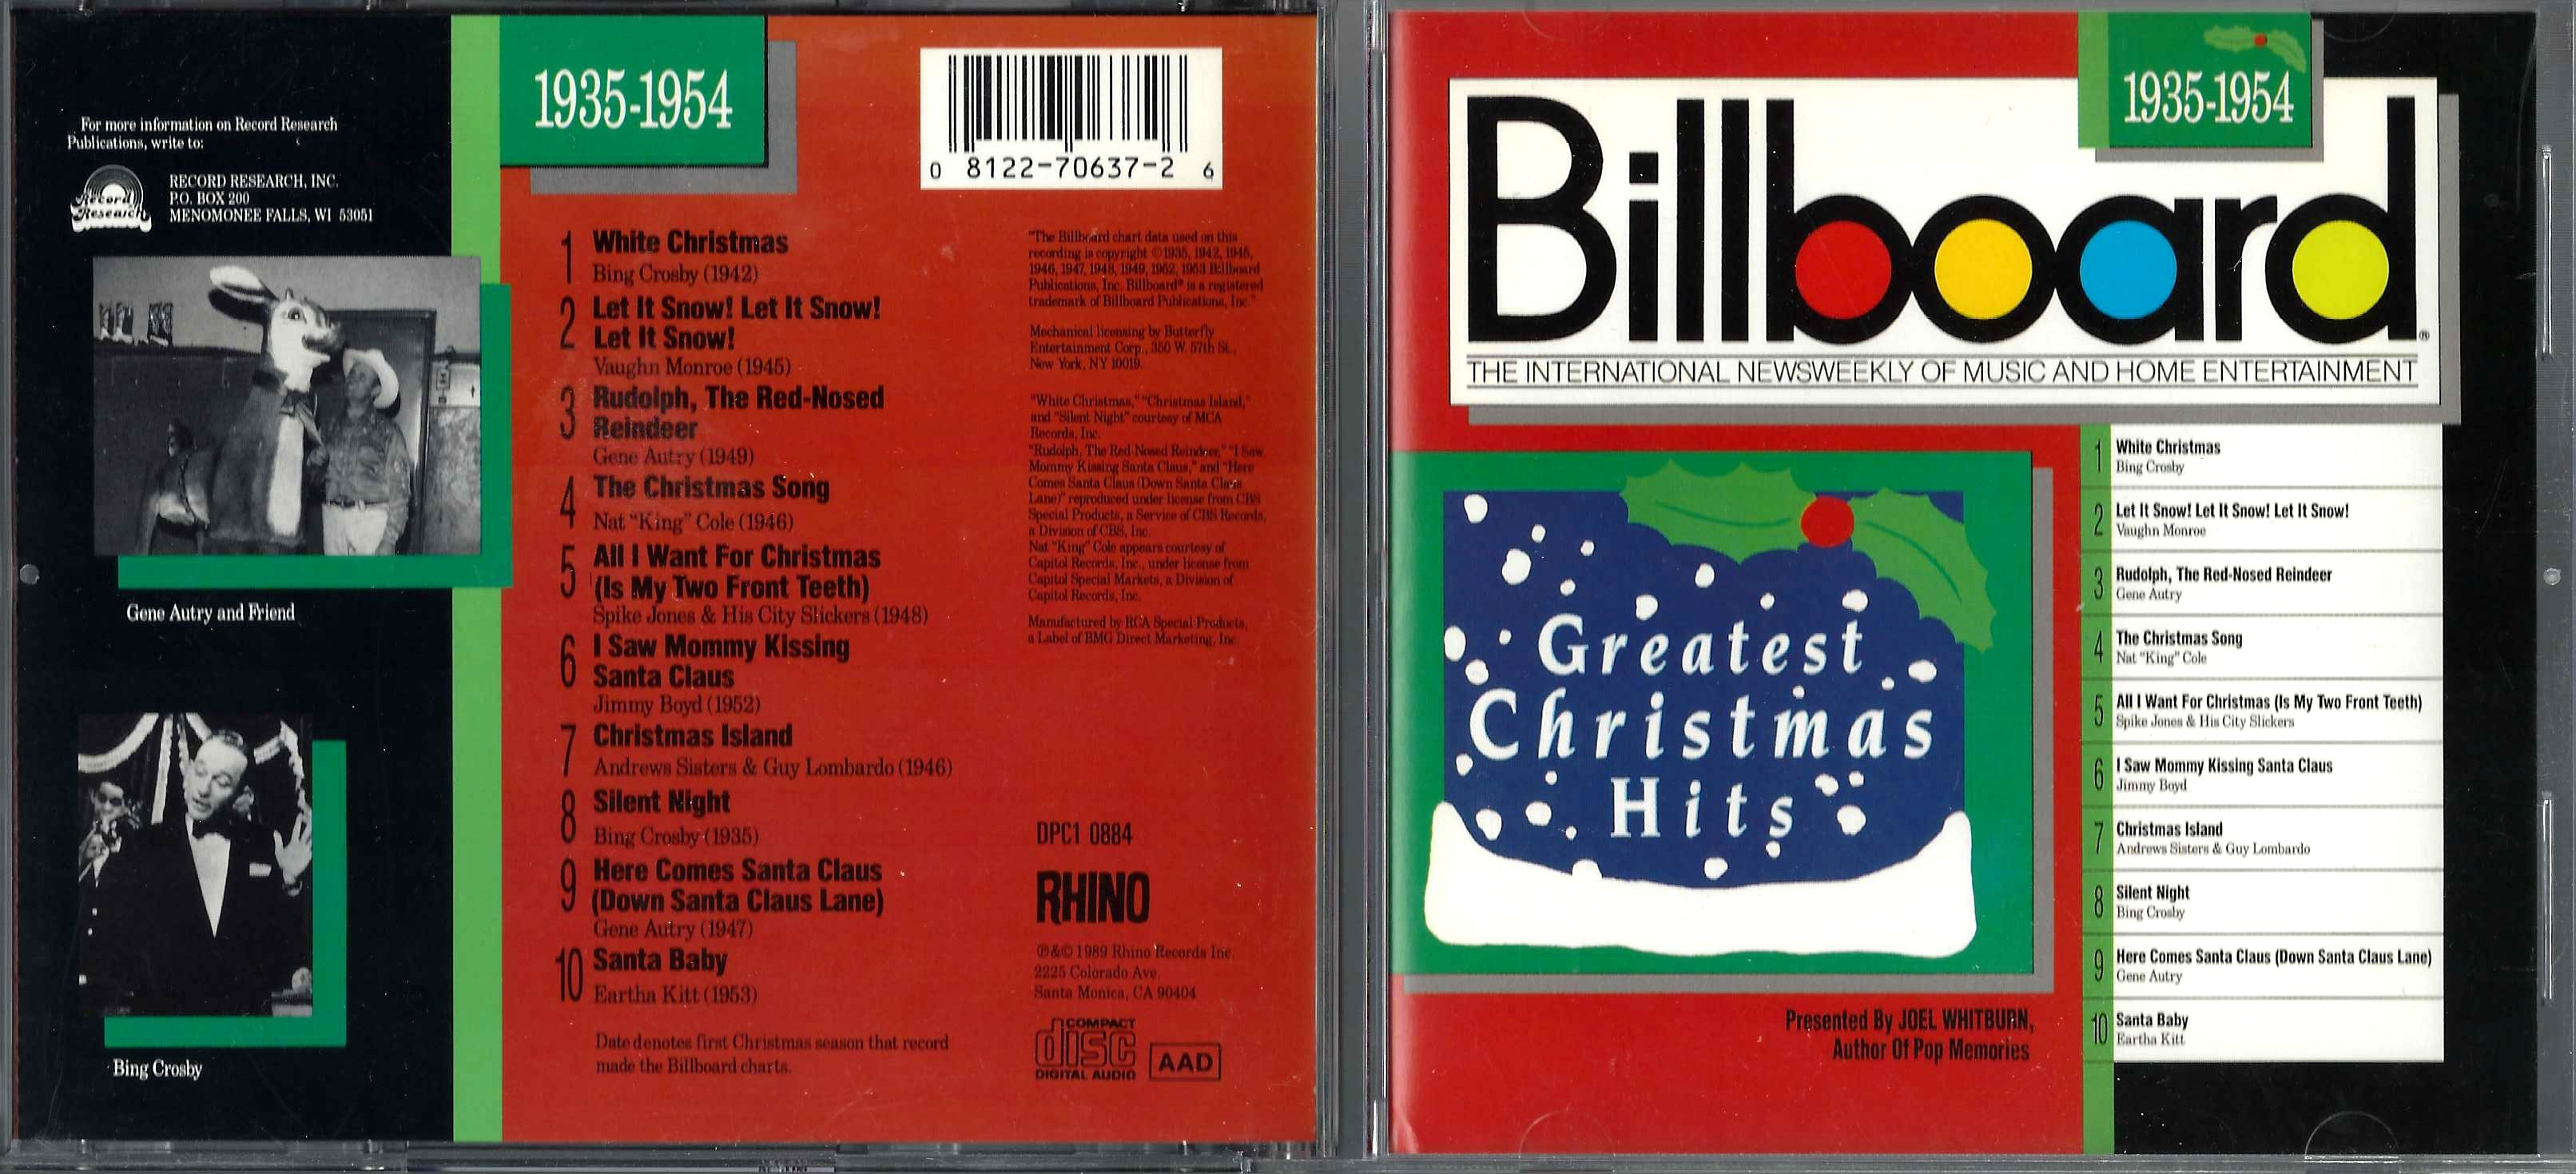 For more information on Record Research
Publications, write to:
Record
Research
RECORD RESEARCH, INC.
P.O. BOX 200
MENOMONEE FALLS, WI 53051
Gene Autry and Friend
Bing Crosby
1935-1954
0 8122-70637-2 6
1 White Christmas
Bing Crosby (1942)
2 Let It Snow! Let It Snow!
Let It Snow!
Vaughn Monroe (1945)
3 Rudolph, The Red-Nosed
Reindeer
Gene Autry (1949)
4 The Christmas Song
Nat "King" Cole (1946)
5 All I Want For Christmas
(Is My Two Front Teeth)
Spike Jones & His City Slickers (1948)
6 I Saw Mommy Kissing
Santa Claus
Jimmy Boyd (1952)
7 Christmas Island
Andrews Sisters & Guy Lombardo (1946)
8 Silent Night
Bing Crosby (1935)
9 Here Comes Santa Claus
(Down Santa Claus Lane)
Gene Autry (1947)
10 Santa Baby
Eartha Kitt (1953)
Date denotes first Christmas season that record
made the Billboard charts.
"The Billboard chart data used on this
recording is copyright ©1935, 1942, 1945,
1946, 1947, 1948, 1949, 1952, 1953 Billboard
Publications, Inc. Billboard® is a registered
trademark of Billboard Publications, Inc."
Mechanical licensing by Butterfly
Entertainment Corp., 350 W. 57th St.,
New York, NY 10019.
"White Christmas," "Christmas Island,"
and "Silent Night" courtesy of MCA
Records, Inc.
"Rudolph, The Red-Nosed Reindeer," "I Saw
Mommy Kissing Santa Claus," and "Here
Comes Santa Claus (Down Santa Claus
Lane)" reproduced under license from CBS
Special Products, a Service of CBS Records,
a Division of CBS, Inc.
Nat "King" Cole appears courtesy of
Capitol Records, Inc., under license from
Capitol Special Markets, a Division of
Capitol Records, Inc.
Manufactured by RCA Special Products,
a Label of BMG Direct Marketing, Inc.
DPC1 0884
RHINO
℗&© 1989 Rhino Records Inc.
2225 Colorado Ave.
Santa Monica, CA 90404
COMPACT
disc
DIGITAL AUDIO
AAD
1935-1954
Billboard®
THE INTERNATIONAL NEWSWEEKLY OF MUSIC AND HOME ENTERTAINMENT
Greatest
Christmas
Hits
Presented By JOEL WHITBURN,
Author Of Pop Memories
1 White Christmas
Bing Crosby
2 Let It Snow! Let It Snow! Let It Snow!
Vaughn Monroe
3 Rudolph, The Red-Nosed Reindeer
Gene Autry
4 The Christmas Song
Nat "King" Cole
5 All I Want For Christmas (Is My Two Front Teeth)
Spike Jones & His City Slickers
6 I Saw Mommy Kissing Santa Claus
Jimmy Boyd
7 Christmas Island
Andrews Sisters & Guy Lombardo
8 Silent Night
Bing Crosby
9 Here Comes Santa Claus (Down Santa Claus Lane)
Gene Autry
10 Santa Baby
Eartha Kitt